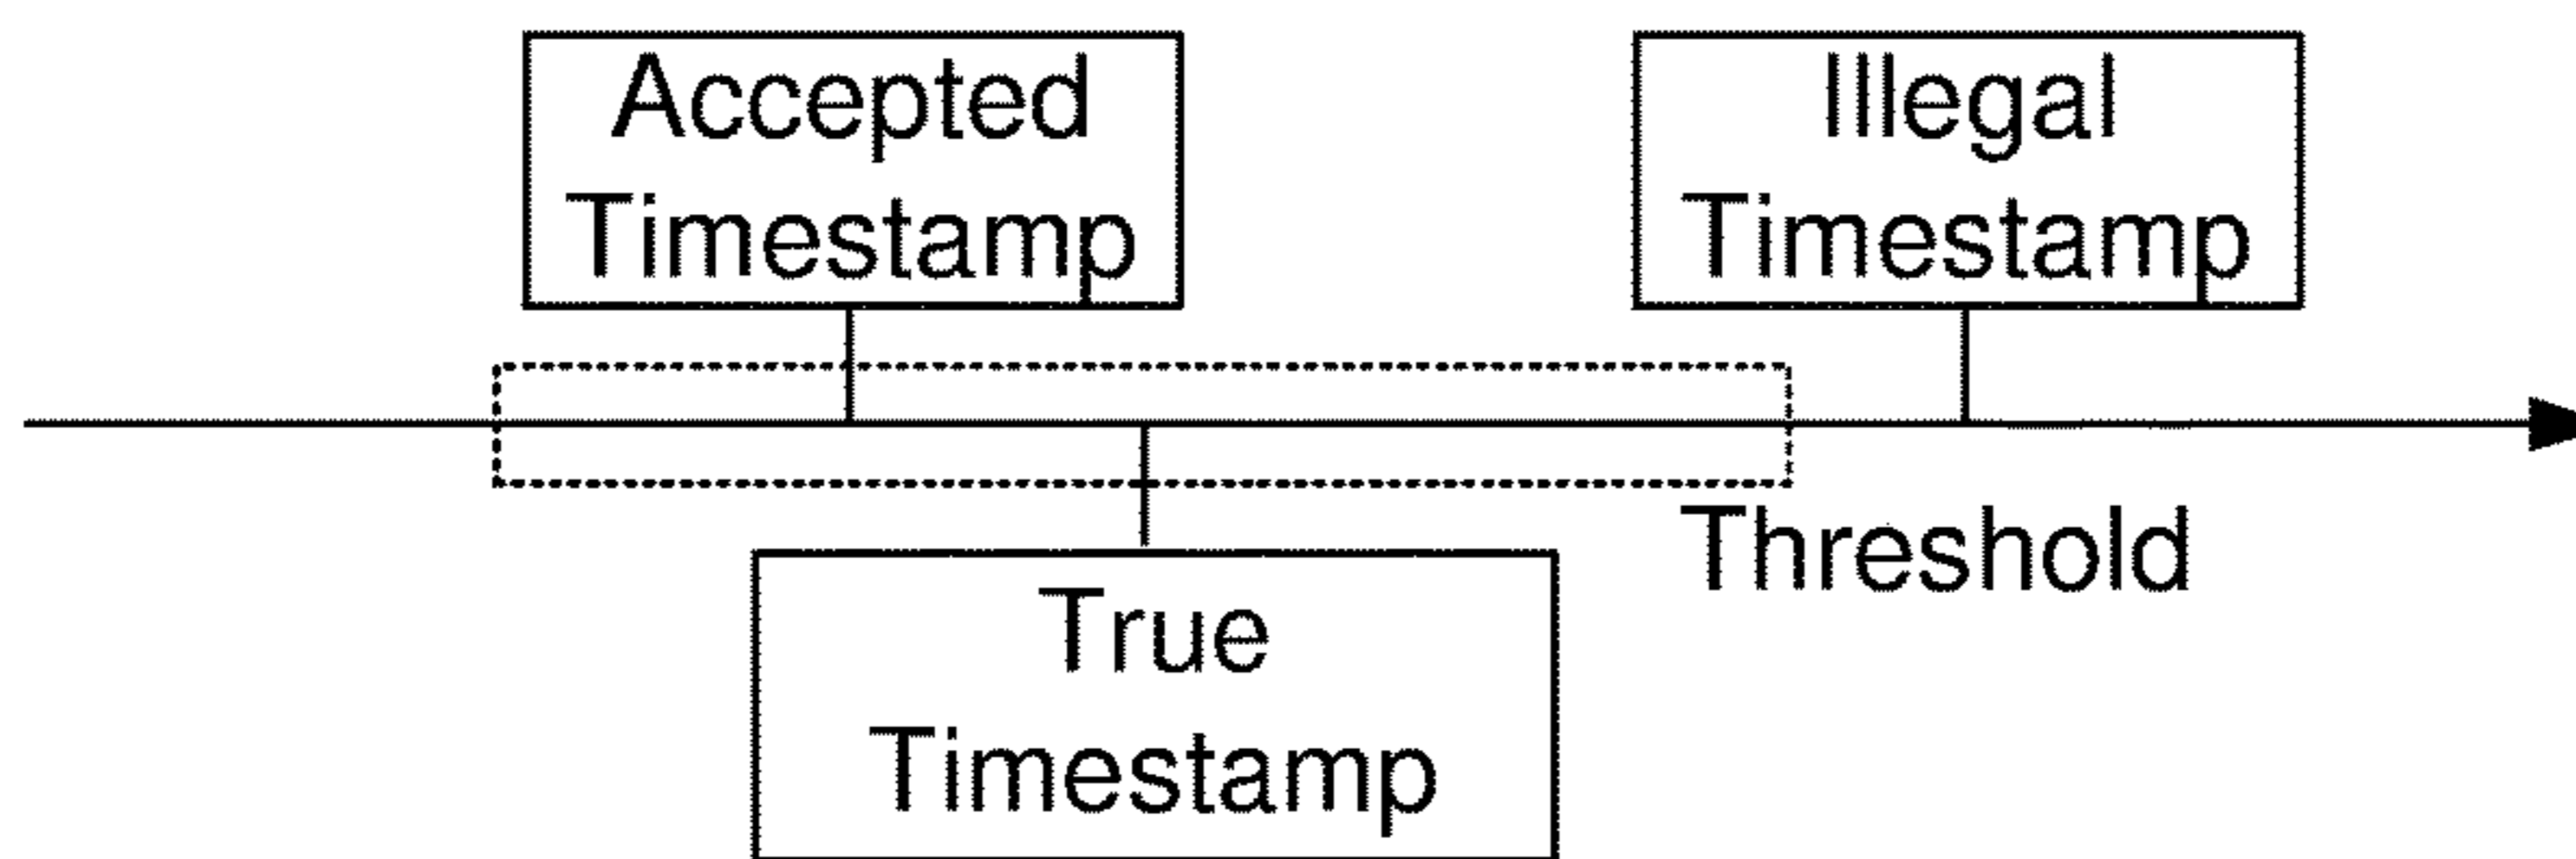 Accepted
Timestamp
Illegal
Timestamp
Threshold
True
Timestamp